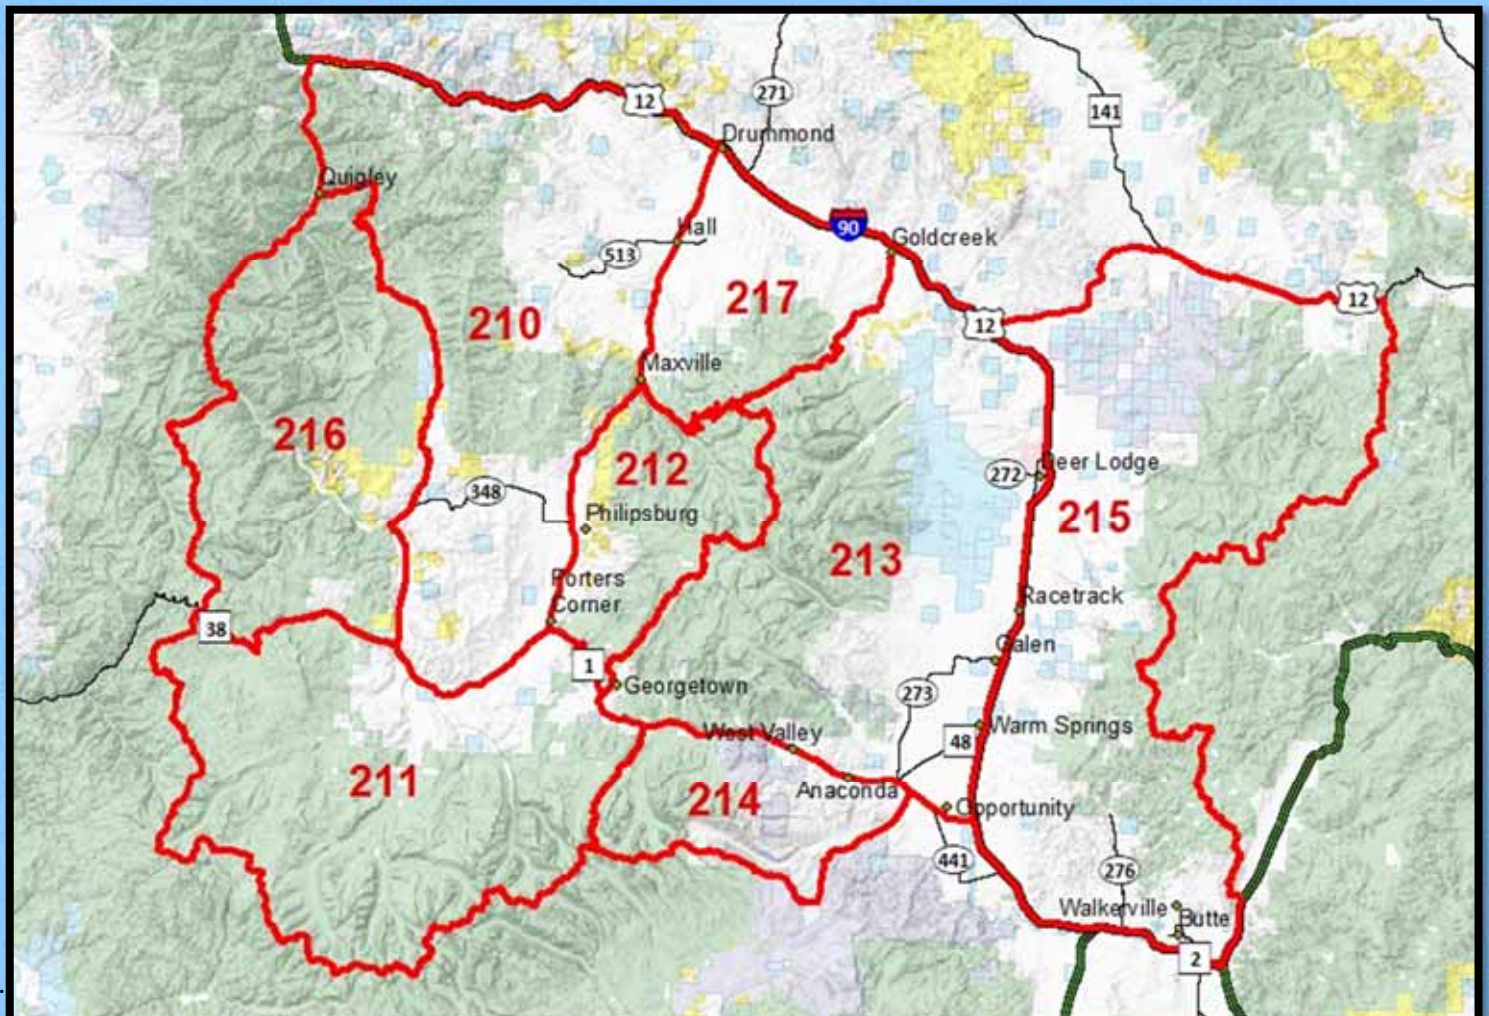 12
271
141
Drummond
Quigley
90
Hall
513
Goldcreek
217
12
210
12
Maxville
216
212
272
Deer Lodge
348
215
Philipsburg
213
Porters
Corner
Racetrack
38
Galen
1
Georgetown
273
West Valley
Warm Springs
48
211
214
Anaconda
Opportunity
441
276
Walkerville
Butte
2